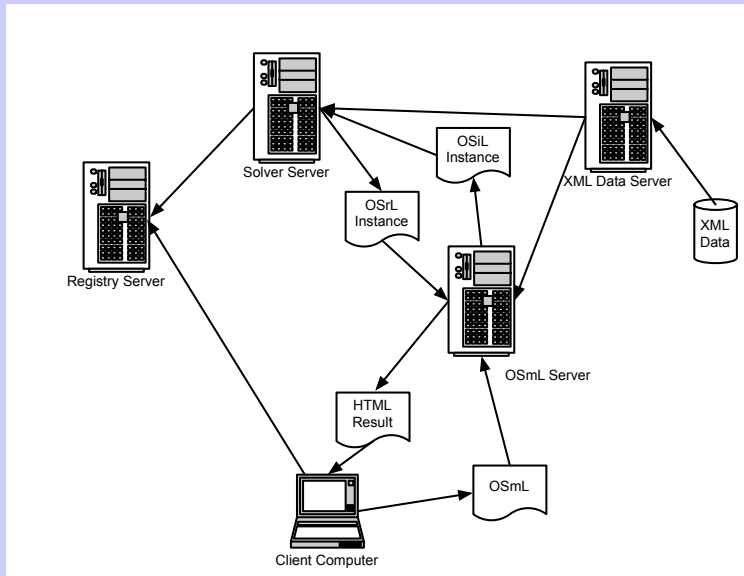 OSiL
Instance
Solver Server
XML Data Server
OSrL
Instance
XML
Data
Registry Server
OSmL Server
HTML
Result
OSmL
Client Computer